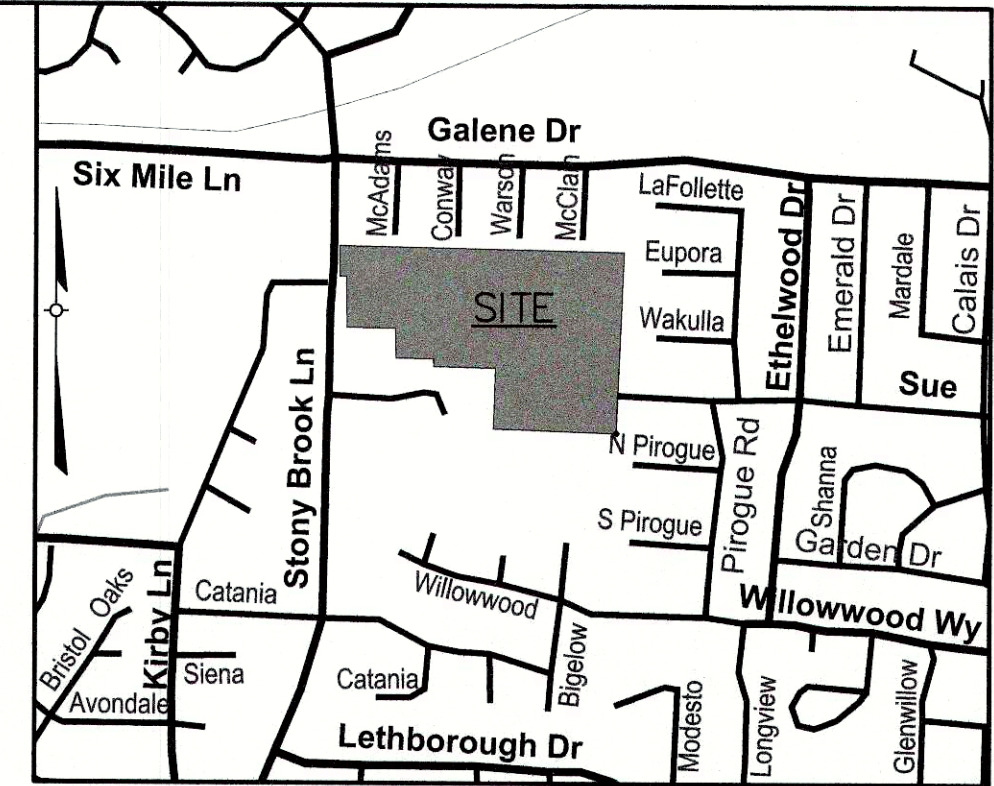 Galene Dr
Six Mile Ln
McAdams
Conway
Warson
McClain
LaFollette
Eupora
Wakulla
Ethelwood Dr
Emerald Dr
Mardale
Calais Dr
SITE
Sue
Stony Brook Ln
N Pirogue
Pirogue Rd
S Pirogue
Shanna
Garden Dr
Willowwood
Willowwood Wy
Catania
Kirby Ln
Bristol Oaks
Siena
Avondale
Catania
Bigelow
Lethborough Dr
Modesto
Longview
Glenwillow